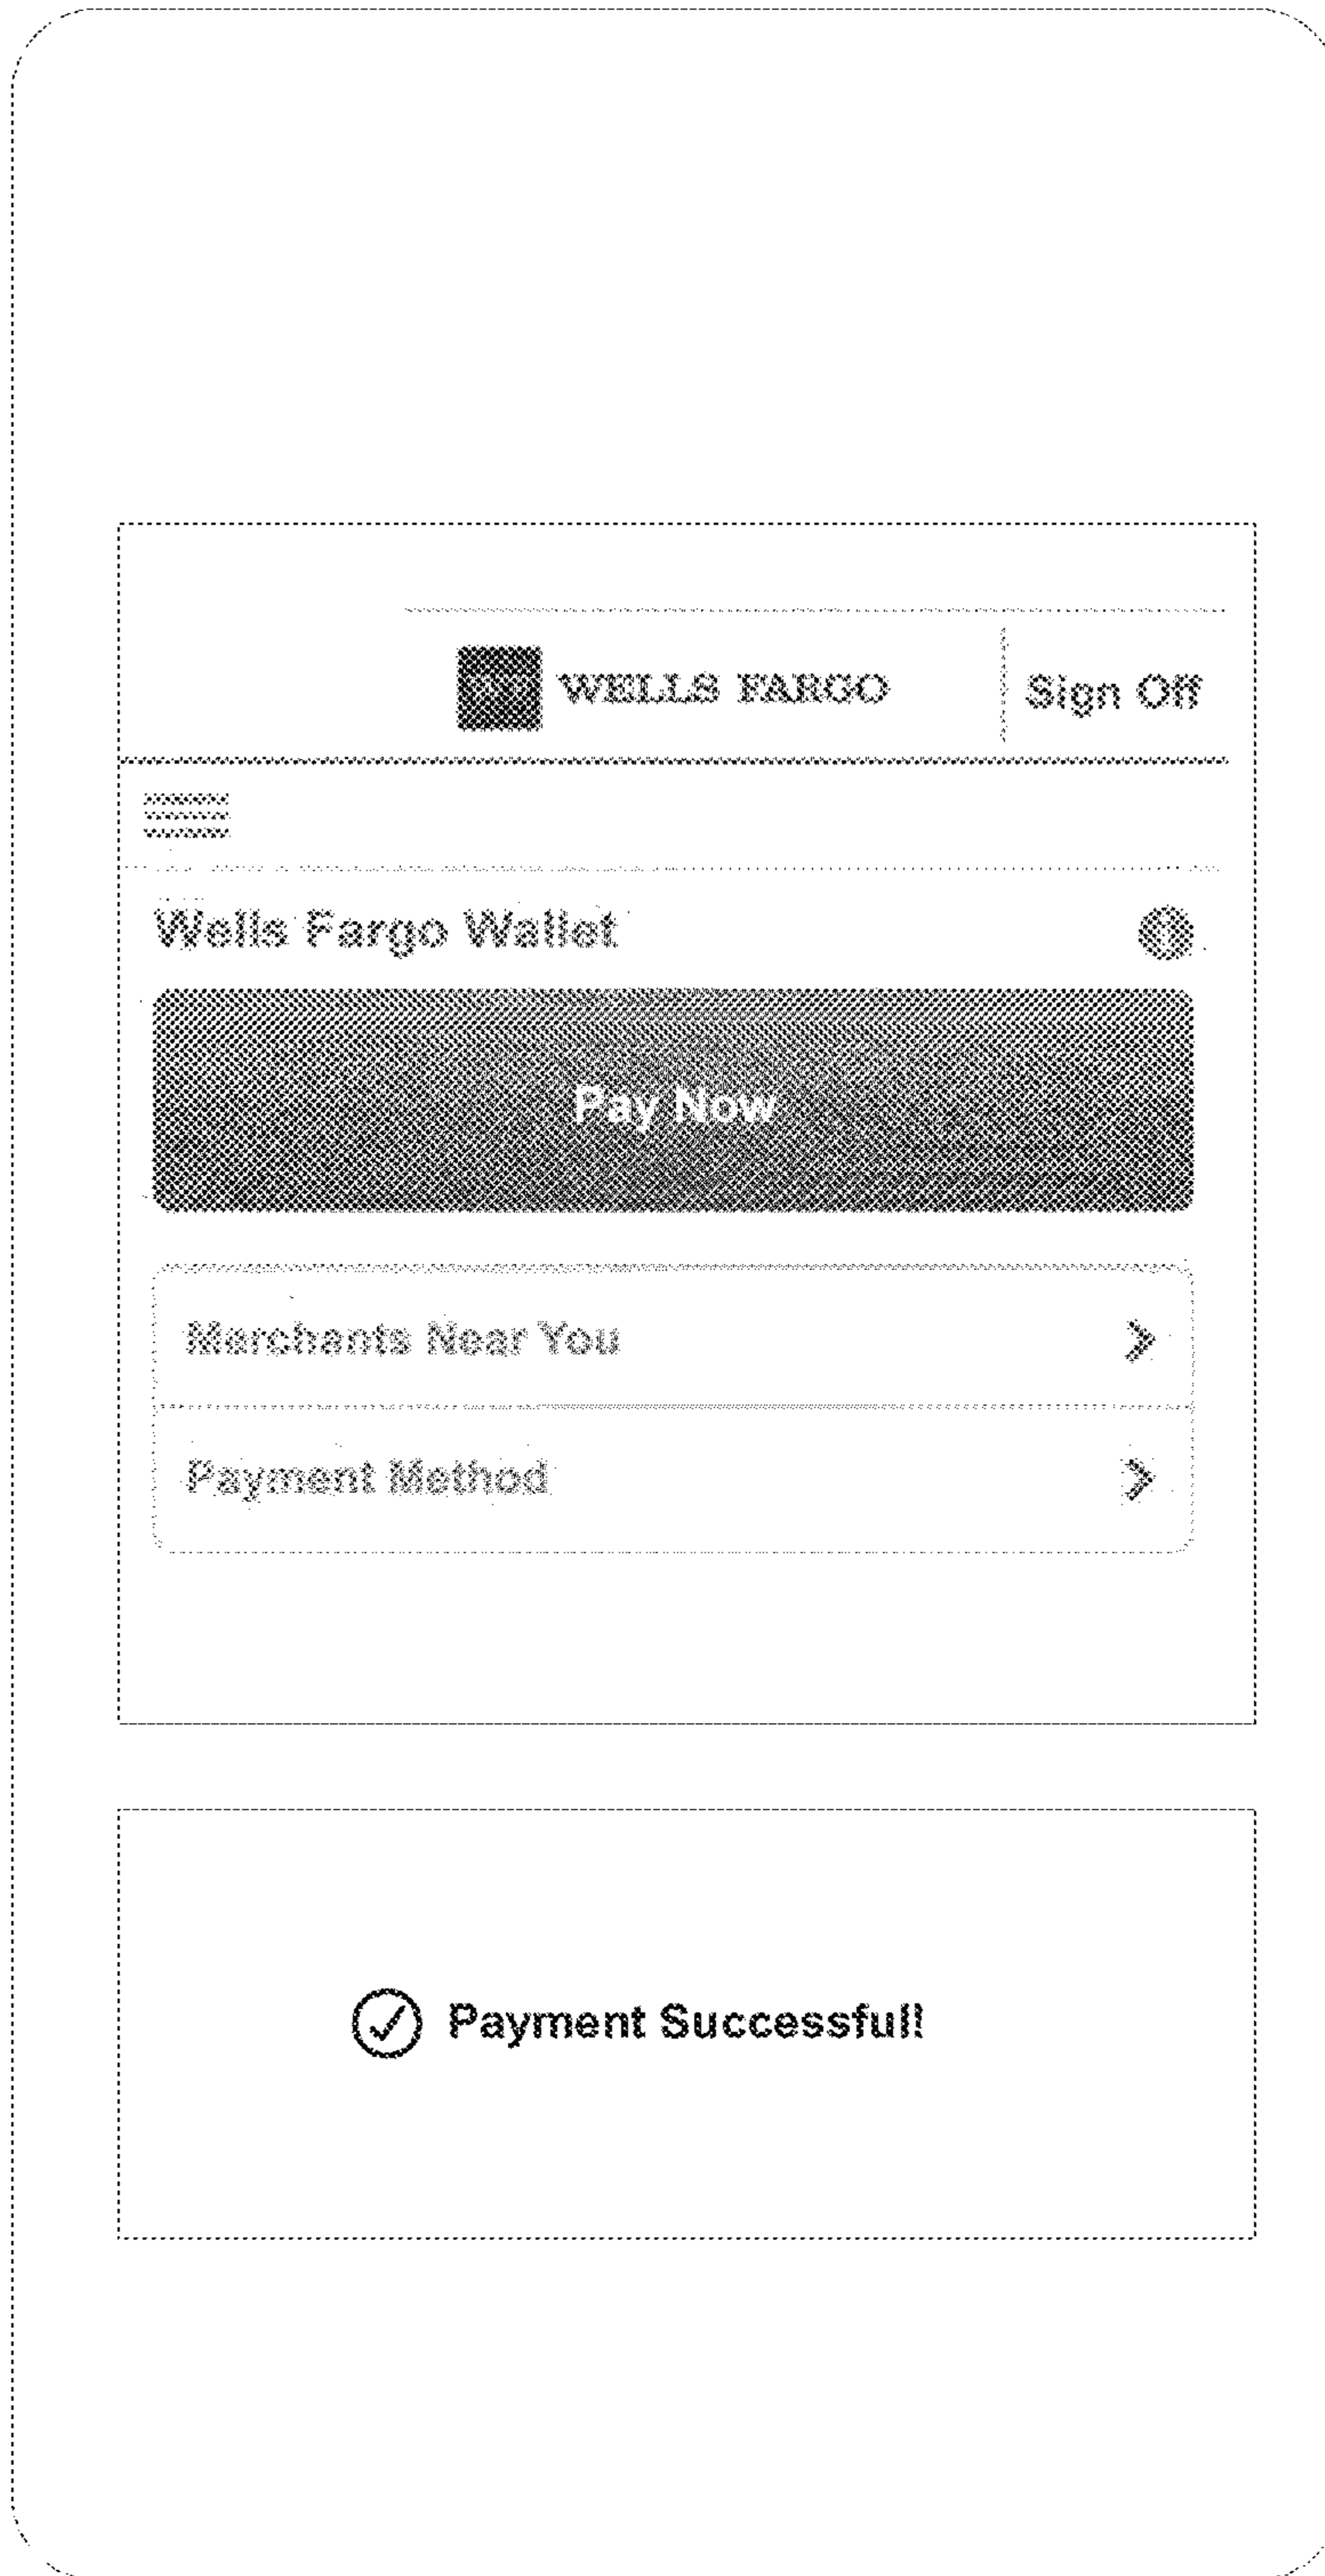 WELLS FARGO
Sign Off
Wells Fargo Wallet
Pay Now
Merchants Near You
Payment Method
Payment Successful!